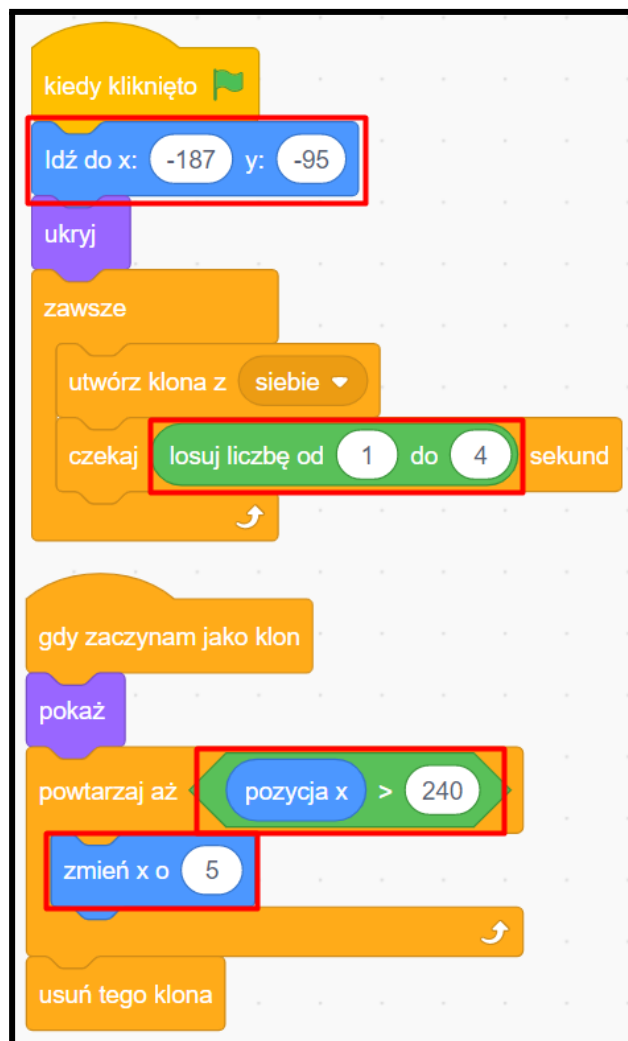 kiedy kliknięto
Idź do x: -187 y: -95
ukryj
zawsze
utwórz klona z siebie
czekaj losuj liczbę od 1 do 4 sekund
gdy zaczynam jako klon
pokaż
powtarzaj aż pozycja x > 240
zmień x o 5
usuń tego klona